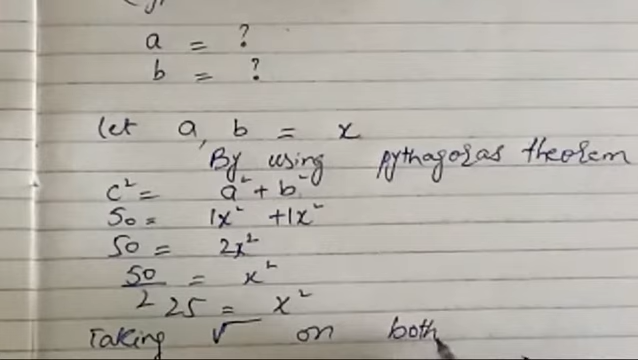 a = ?
b = ?
let a, b = x
By using pythagoras theorem
c² = a² + b²
50 = 1x² + 1x²
50 = 2x²
50/2 = x²
25 = x²
Taking √ on both